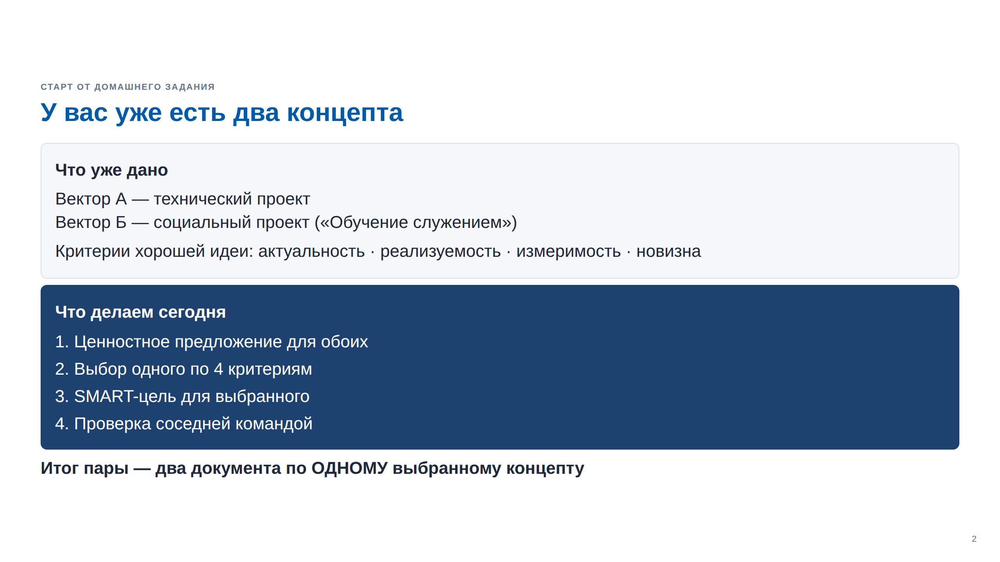 СТАРТ ОТ ДОМАШНЕГО ЗАДАНИЯ
У вас уже есть два концепта
Что уже дано
Вектор А — технический проект
Вектор Б — социальный проект («Обучение служением»)
Критерии хорошей идеи: актуальность · реализуемость · измеримость · новизна
Что делаем сегодня
1. Ценностное предложение для обоих
2. Выбор одного по 4 критериям
3. SMART-цель для выбранного
4. Проверка соседней командой
Итог пары — два документа по ОДНОМУ выбранному концепту
2